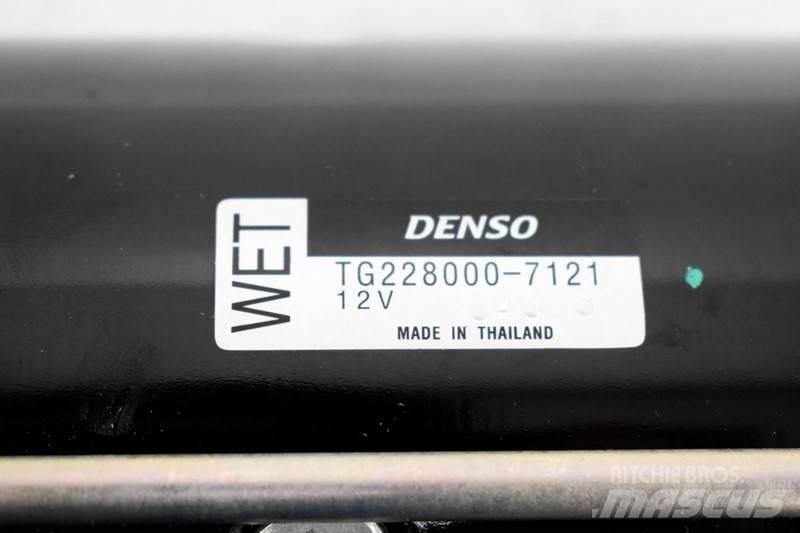 WET
DENSO
TG228000-7121
12V
MADE IN THAILAND
RITCHIE BROS.
MASCUS